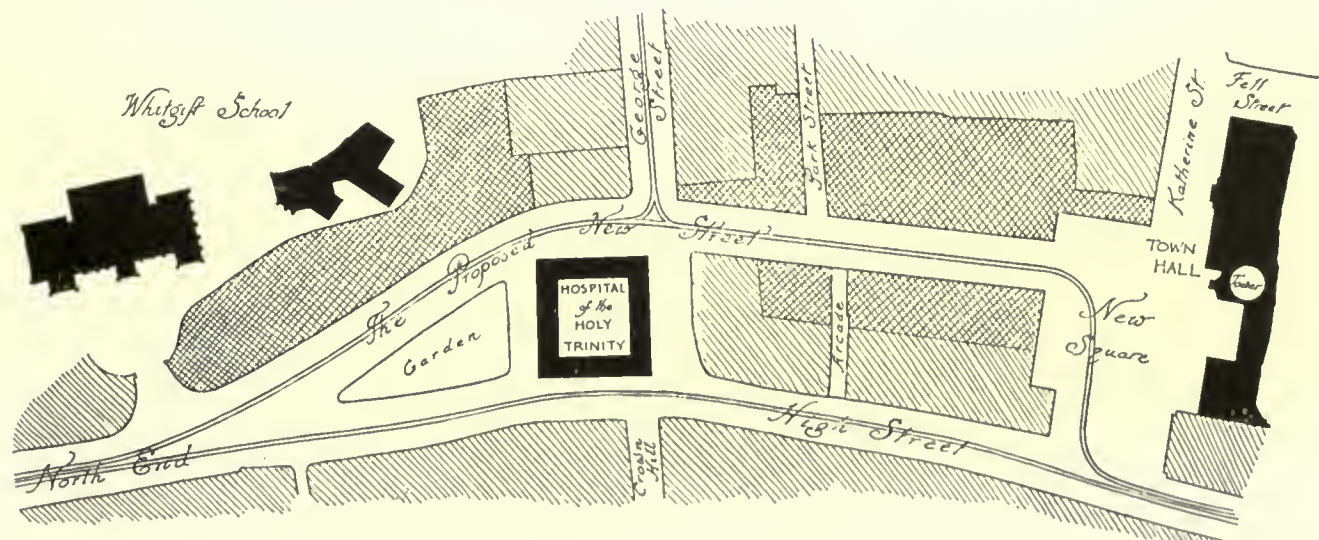 Whitgift School
George
Street
Park Street
Katherine St.
Fell
Street
The Proposed New Street
TOWN
HALL
Tower
HOSPITAL
of the
HOLY
TRINITY
Garden
Arcade
New
Square
High Street
North End
Crown
Hill